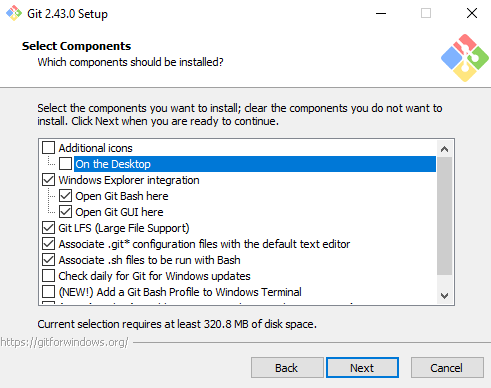 Git 2.43.0 Setup
Select Components
Which components should be installed?
Select the components you want to install; clear the components you do not want to
install. Click Next when you are ready to continue.
Additional icons
On the Desktop
Windows Explorer integration
Open Git Bash here
Open Git GUI here
Git LFS (Large File Support)
Associate .git* configuration files with the default text editor
Associate .sh files to be run with Bash
Check daily for Git for Windows updates
(NEW!) Add a Git Bash Profile to Windows Terminal
Current selection requires at least 320.8 MB of disk space.
https://gitforwindows.org/
Back
Next
Cancel